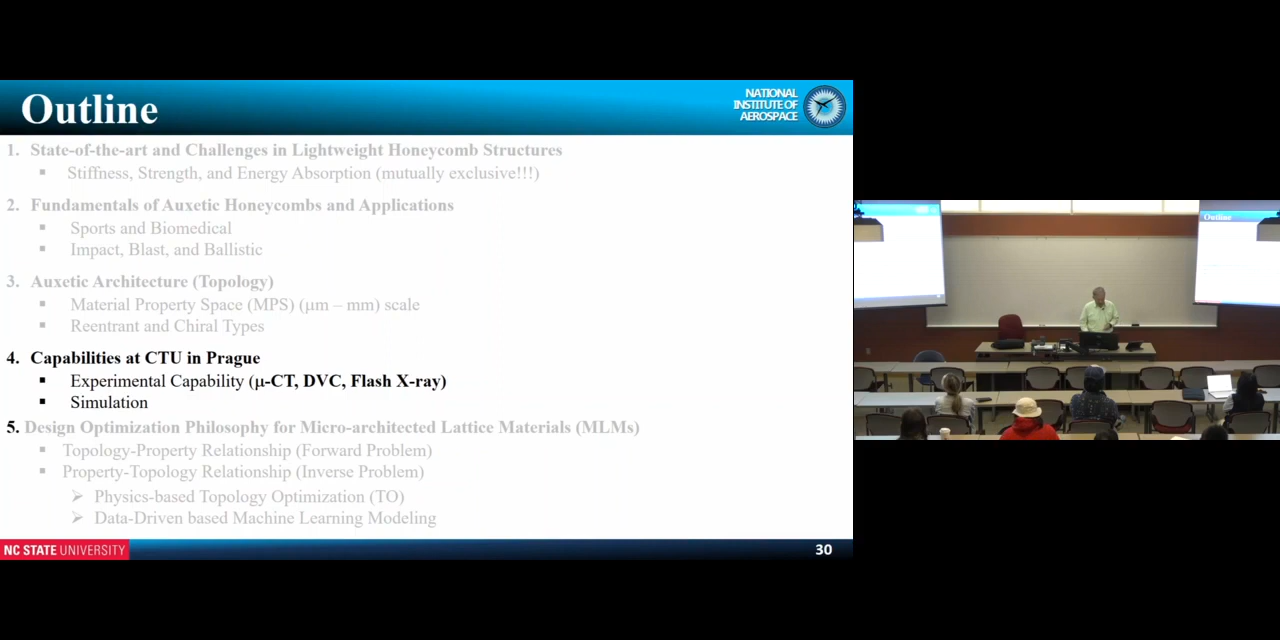 Outline
NATIONAL
INSTITUTE OF
AEROSPACE
1. State-of-the-art and Challenges in Lightweight Honeycomb Structures
▪ Stiffness, Strength, and Energy Absorption (mutually exclusive!!!)
2. Fundamentals of Auxetic Honeycombs and Applications
▪ Sports and Biomedical
▪ Impact, Blast, and Ballistic
3. Auxetic Architecture (Topology)
▪ Material Property Space (MPS) (μm – mm) scale
▪ Reentrant and Chiral Types
4. Capabilities at CTU in Prague
▪ Experimental Capability (μ-CT, DVC, Flash X-ray)
▪ Simulation
5. Design Optimization Philosophy for Micro-architected Lattice Materials (MLMs)
▪ Topology-Property Relationship (Forward Problem)
▪ Property-Topology Relationship (Inverse Problem)
➢ Physics-based Topology Optimization (TO)
➢ Data-Driven based Machine Learning Modeling
NC STATE UNIVERSITY
30
Outline